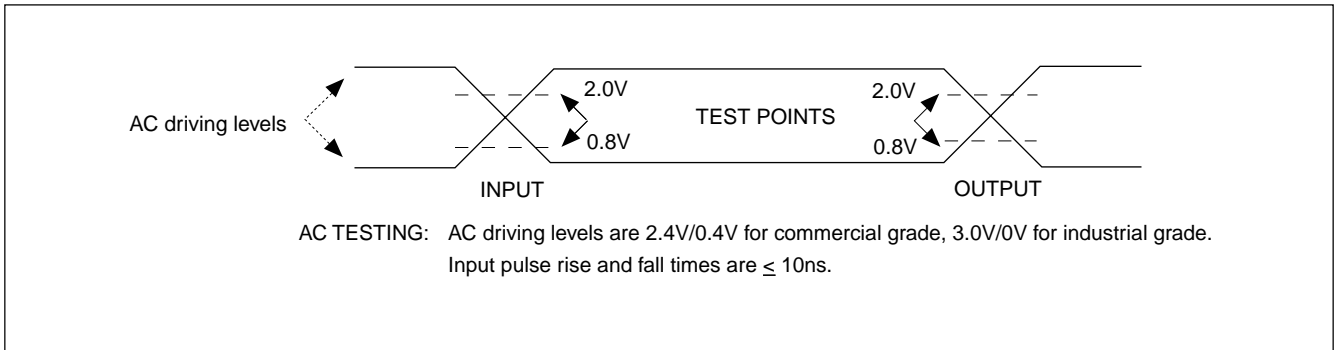 2.0V
2.0V
AC driving levels
TEST POINTS
0.8V
0.8V
INPUT
OUTPUT
AC TESTING: AC driving levels are 2.4V/0.4V for commercial grade, 3.0V/0V for industrial grade.
Input pulse rise and fall times are ≤ 10ns.